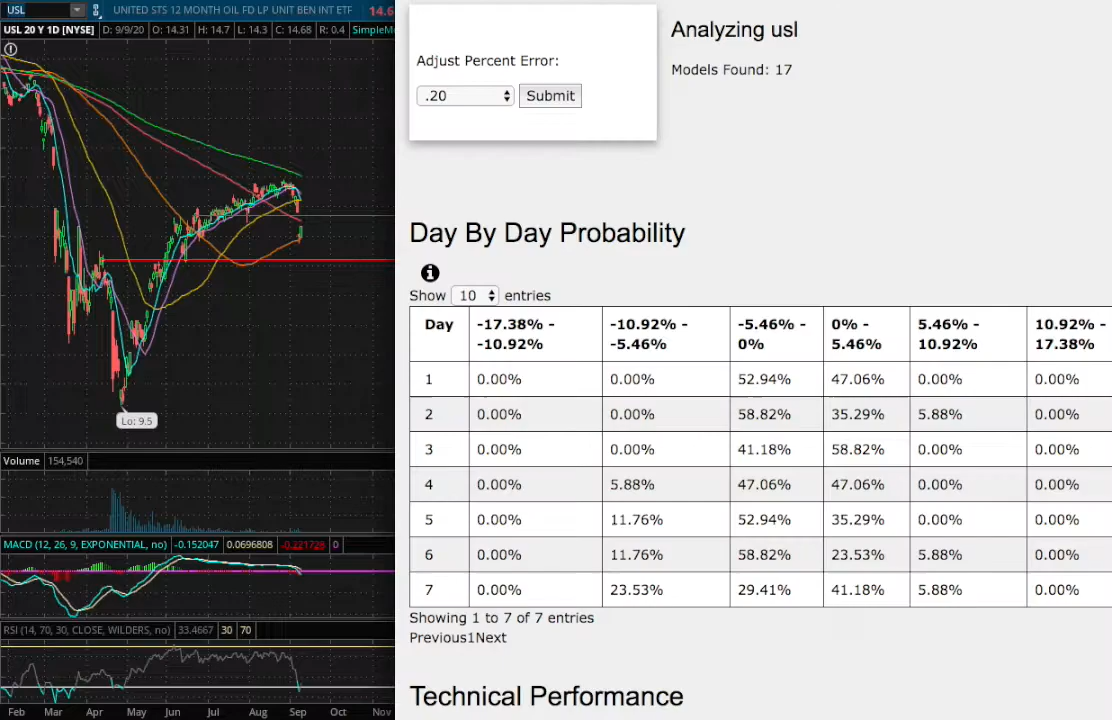 USL
UNITED STS 12 MONTH OIL FD LP UNIT BEN INT ETF
14.6
USL 20 Y 1D [NYSE]
D: 9/9/20
O: 14.31
H: 14.7
L: 14.3
C: 14.68
R: 0.4
SimpleM
Lo: 9.5
Volume
154,540
MACD (12, 26, 9, EXPONENTIAL, no)
-0.152047
0.0696808
-0.221728
0
RSI (14, 70, 30, CLOSE, WILDERS, no)
33.4667
30
70
Feb Mar Apr May Jun Jul Aug Sep Oct Nov
Adjust Percent Error:
.20
Submit
Analyzing usl
Models Found: 17
Day By Day Probability
Show 10 entries
Day -17.38% - -10.92% -10.92% - -5.46% -5.46% - 0% 0% - 5.46% 5.46% - 10.92% 10.92% - 17.38%
1 0.00% 0.00% 52.94% 47.06% 0.00% 0.00%
2 0.00% 0.00% 58.82% 35.29% 5.88% 0.00%
3 0.00% 0.00% 41.18% 58.82% 0.00% 0.00%
4 0.00% 5.88% 47.06% 47.06% 0.00% 0.00%
5 0.00% 11.76% 52.94% 35.29% 0.00% 0.00%
6 0.00% 11.76% 58.82% 23.53% 5.88% 0.00%
7 0.00% 23.53% 29.41% 41.18% 5.88% 0.00%
Showing 1 to 7 of 7 entries
Previous1Next
Technical Performance